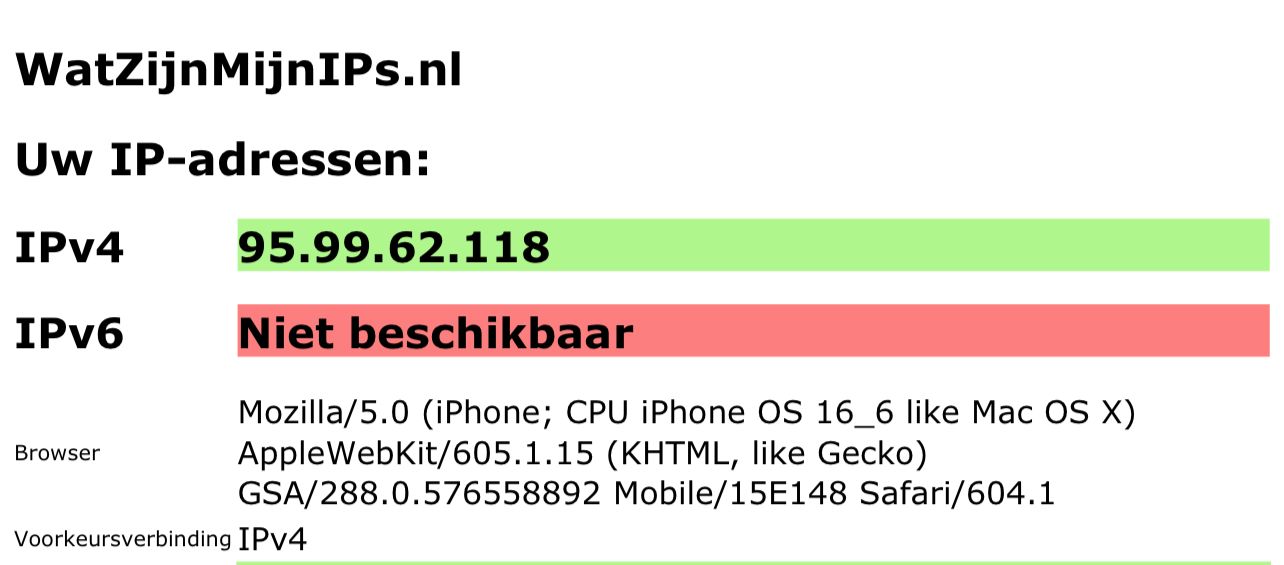 WatZijnMijnIPs.nl
Uw IP-adressen:
IPv4 95.99.62.118
IPv6 Niet beschikbaar
Browser Mozilla/5.0 (iPhone; CPU iPhone OS 16_6 like Mac OS X)
AppleWebKit/605.1.15 (KHTML, like Gecko)
GSA/288.0.576558892 Mobile/15E148 Safari/604.1
Voorkeursverbinding IPv4